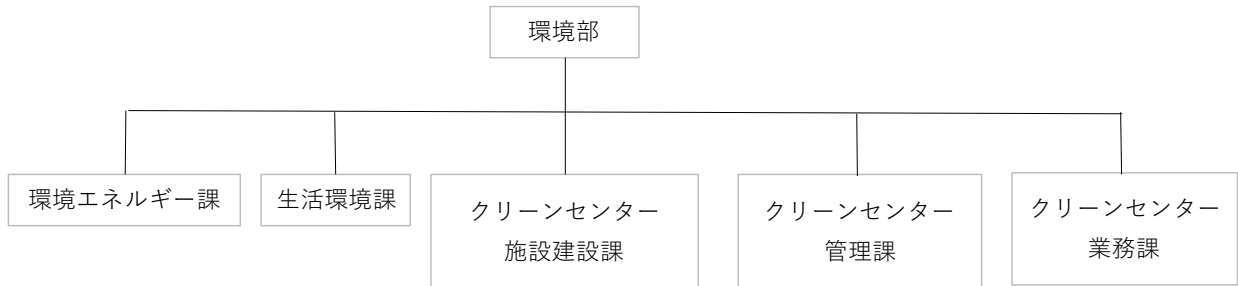 環境部
環境エネルギー課
生活環境課
クリーンセンター
施設建設課
クリーンセンター
管理課
クリーンセンター
業務課